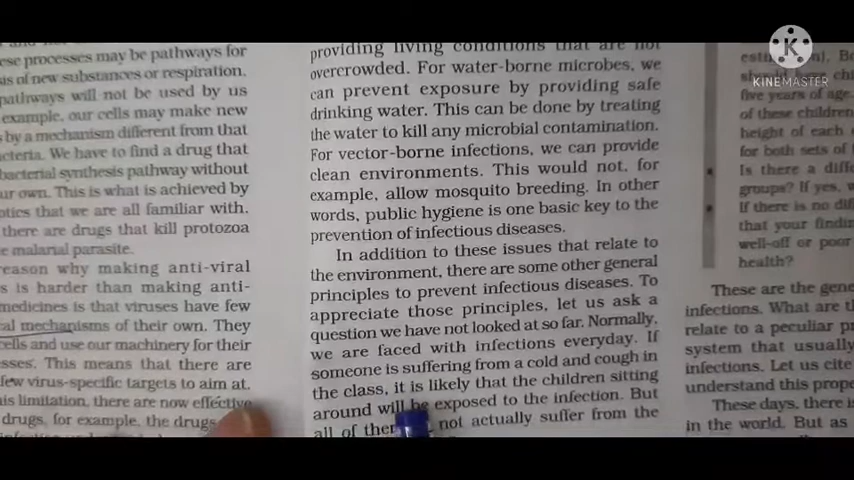 ese processes may be pathways for
is of new substances or respiration.
pathways will not be used by us
example, our cells may make new
by a mechanism different from that
cteria. We have to find a drug that
bacterial synthesis pathway without
ur own. This is what is achieved by
otics that we are all familiar with.
there are drugs that kill protozoa
e malarial parasite.
reason why making anti-viral
s is harder than making anti-
medicines is that viruses have few
al mechanisms of their own. They
cells and use our machinery for their
sses. This means that there are
few virus-specific targets to aim at.
is limitation, there are now effective
drugs, for example, the drugs
providing living conditions that are not
overcrowded. For water-borne microbes, we
can prevent exposure by providing safe
drinking water. This can be done by treating
the water to kill any microbial contamination.
For vector-borne infections, we can provide
clean environments. This would not, for
example, allow mosquito breeding. In other
words, public hygiene is one basic key to the
prevention of infectious diseases.
In addition to these issues that relate to
the environment, there are some other general
principles to prevent infectious diseases. To
appreciate those principles, let us ask a
question we have not looked at so far. Normally,
we are faced with infections everyday. If
someone is suffering from a cold and cough in
the class, it is likely that the children sitting
around will be exposed to the infection. But
all of not actually suffer from the
five years of age.
of these children
height of each
for both sets of
Is there a diff
groups? If yes, w
If there is no dif
that your findin
well-off or poor
health?
These are the gene
infections. What are th
relate to a peculiar pr
system that usually
infections. Let us cite
understand this prope
These days, there is
in the world. But as
K
KINEMASTER